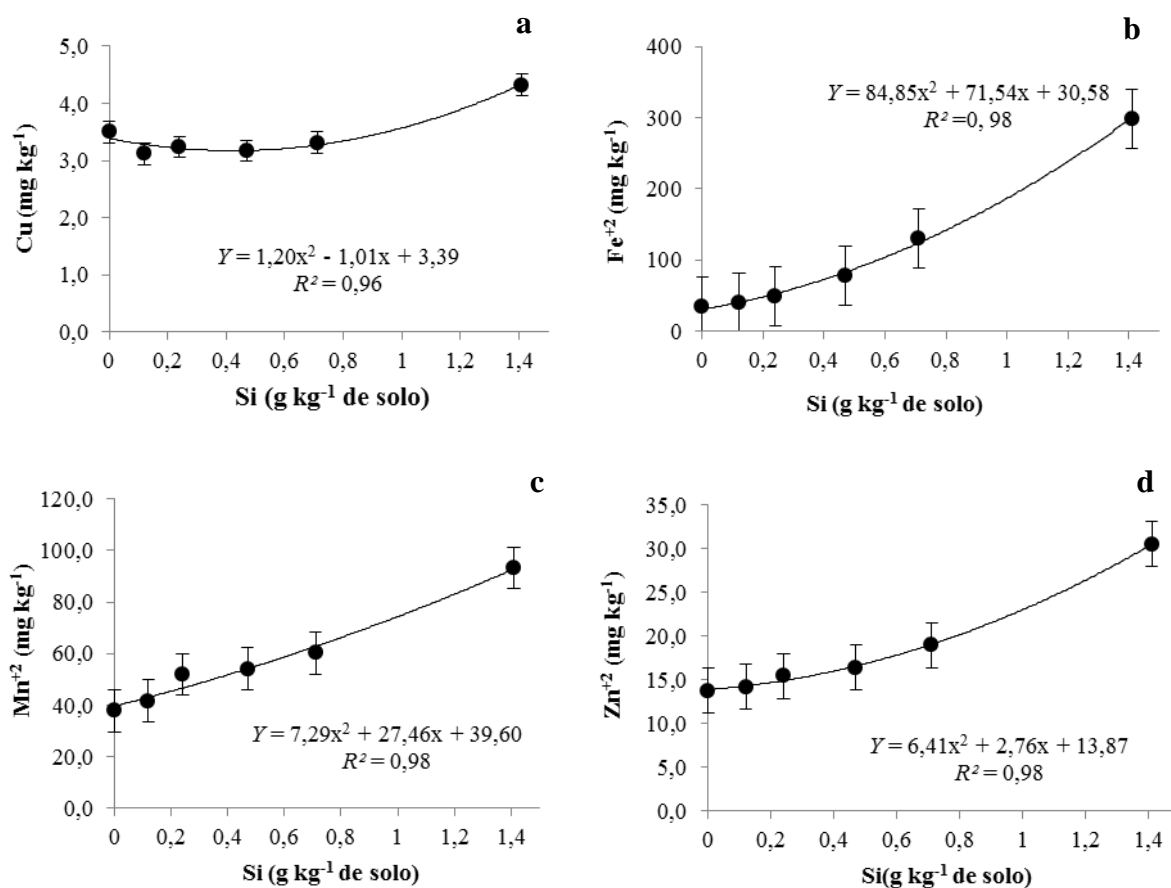 a
5,0
4,0
3,0
2,0
1,0
0,0
Cu (mg kg⁻¹)
Y = 1,20x² - 1,01x + 3,39
R² = 0,96
0 0,2 0,4 0,6 0,8 1 1,2 1,4
Si (g kg⁻¹ de solo)
b
400
300
200
100
0
Fe⁺² (mg kg⁻¹)
Y = 84,85x² + 71,54x + 30,58
R² =0, 98
0 0,2 0,4 0,6 0,8 1 1,2 1,4
Si (g kg⁻¹ de solo)
c
120,0
100,0
80,0
60,0
40,0
20,0
0,0
Mn⁺² (mg kg⁻¹)
Y = 7,29x² + 27,46x + 39,60
R² = 0,98
0 0,2 0,4 0,6 0,8 1 1,2 1,4
Si (g kg⁻¹ de solo)
d
35,0
30,0
25,0
20,0
15,0
10,0
5,0
0,0
Zn⁺² (mg kg⁻¹)
Y = 6,41x² + 2,76x + 13,87
R² = 0,98
0 0,2 0,4 0,6 0,8 1 1,2 1,4
Si(g kg⁻¹ de solo)